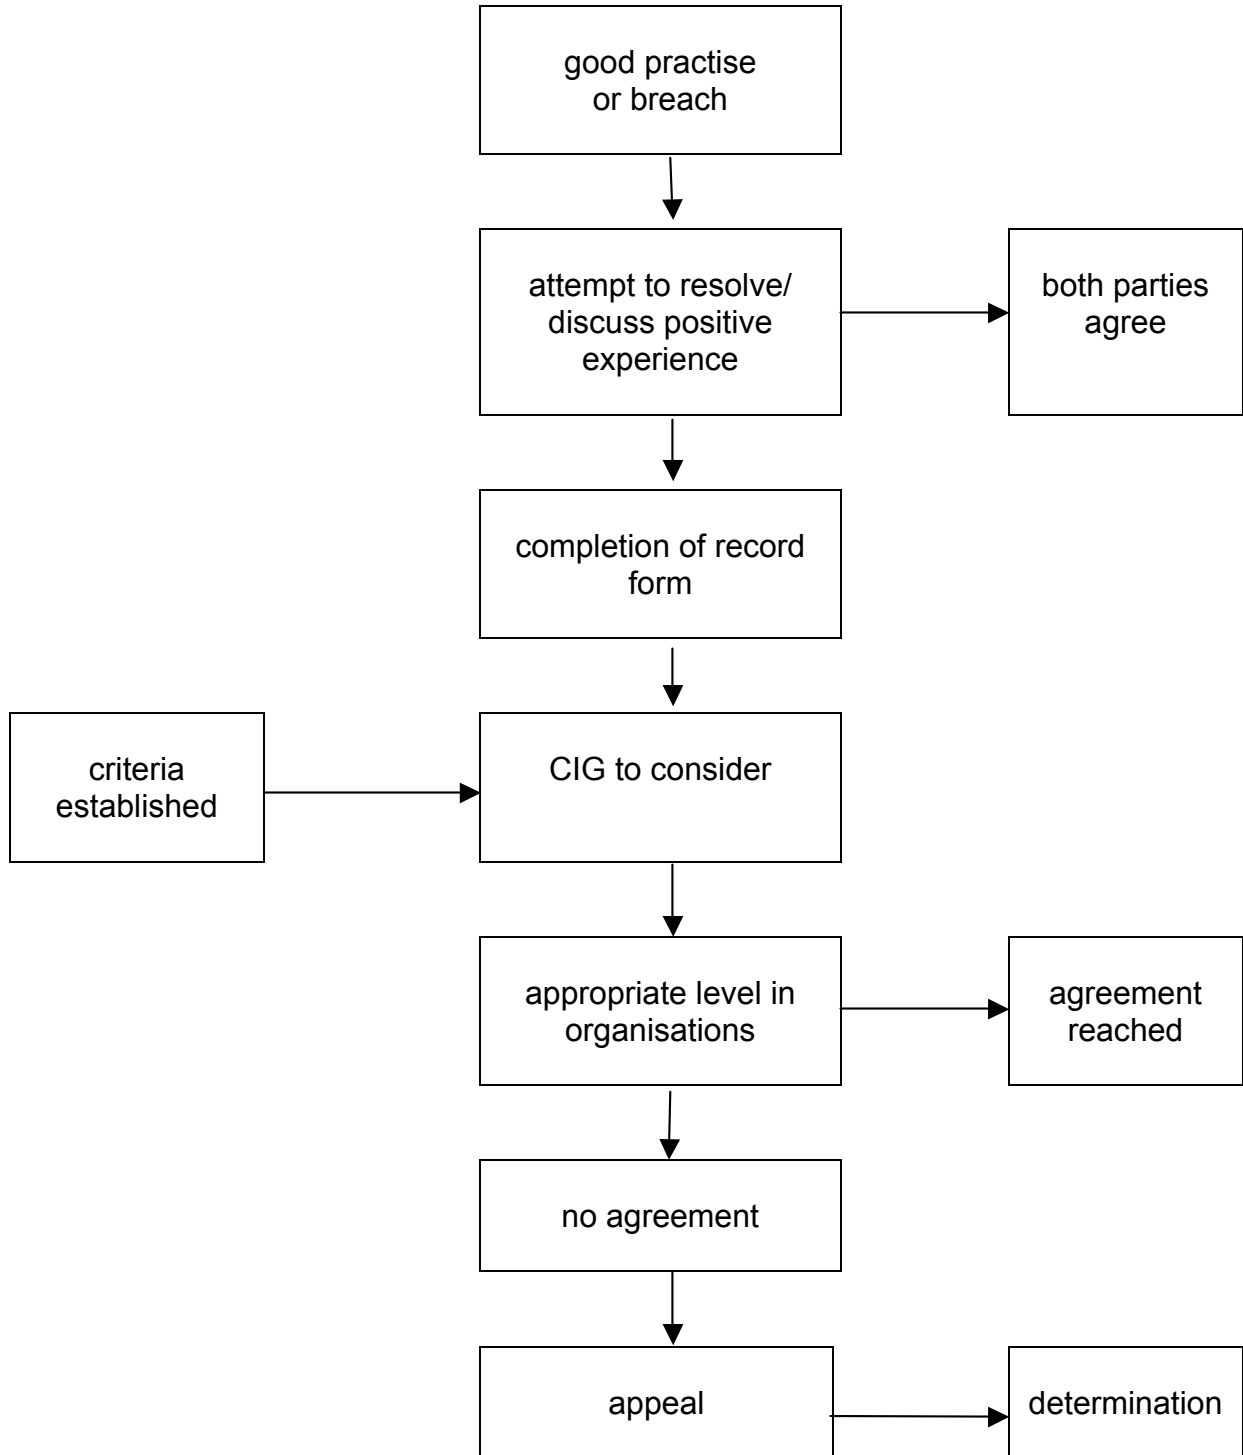 good practise
or breach
attempt to resolve/
discuss positive
experience
both parties
agree
completion of record
form
criteria
established
CIG to consider
appropriate level in
organisations
agreement
reached
no agreement
appeal
determination